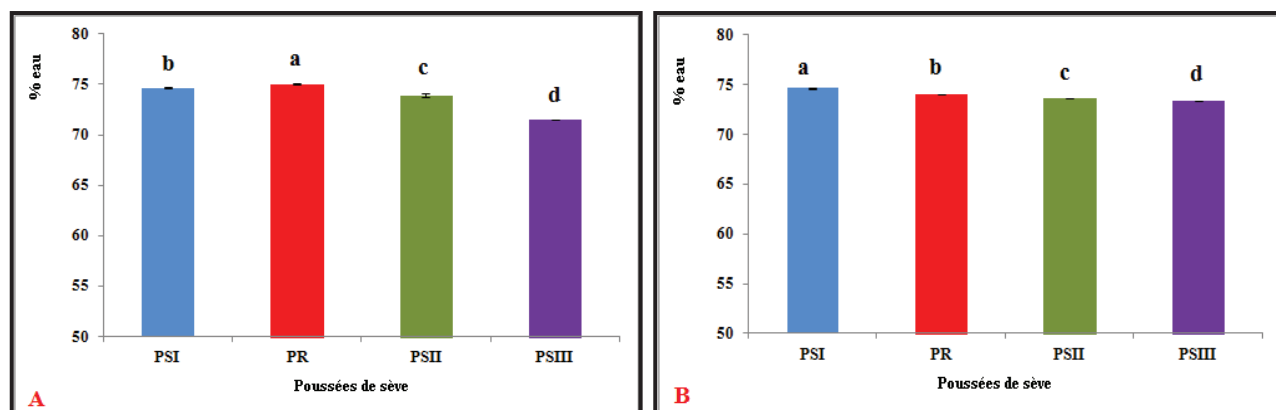 % eau
80
75
70
65
60
55
50
b
a
c
d
PSI
PR
PSII
PSIII
Poussées de sève
A
% eau
80
75
70
65
60
55
50
a
b
c
d
PSI
PR
PSII
PSIII
Poussées de sève
B